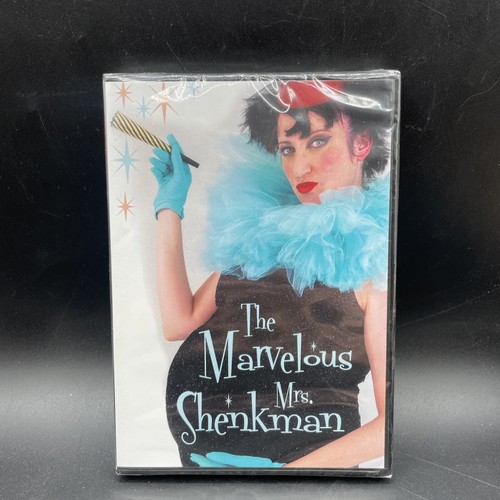 The
Marvelous
Mrs.
Shenkman